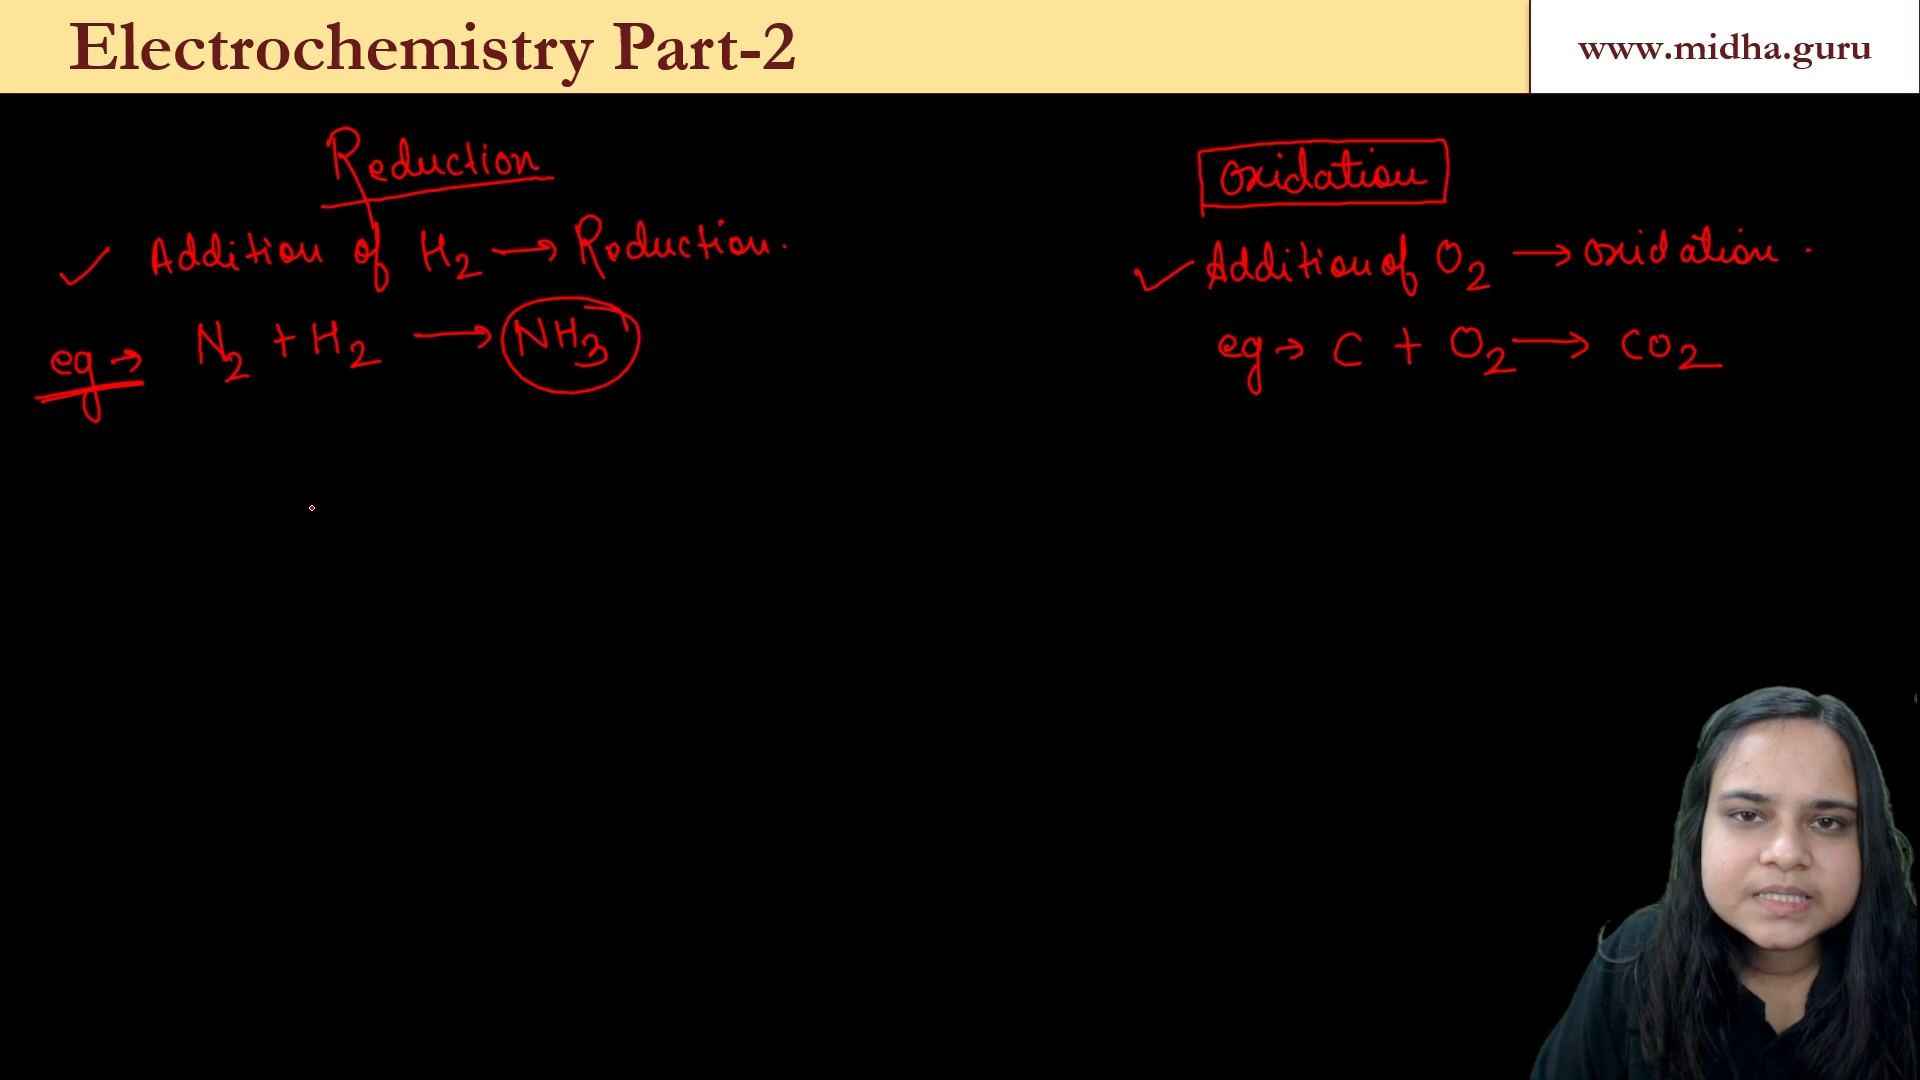 Electrochemistry Part-2
www.midha.guru
Reduction
✓ Addition of H₂ → Reduction.
eg → N₂ + H₂ → NH₃
Oxidation
✓ Addition of O₂ → Oxidation.
eg → C + O₂ → CO₂